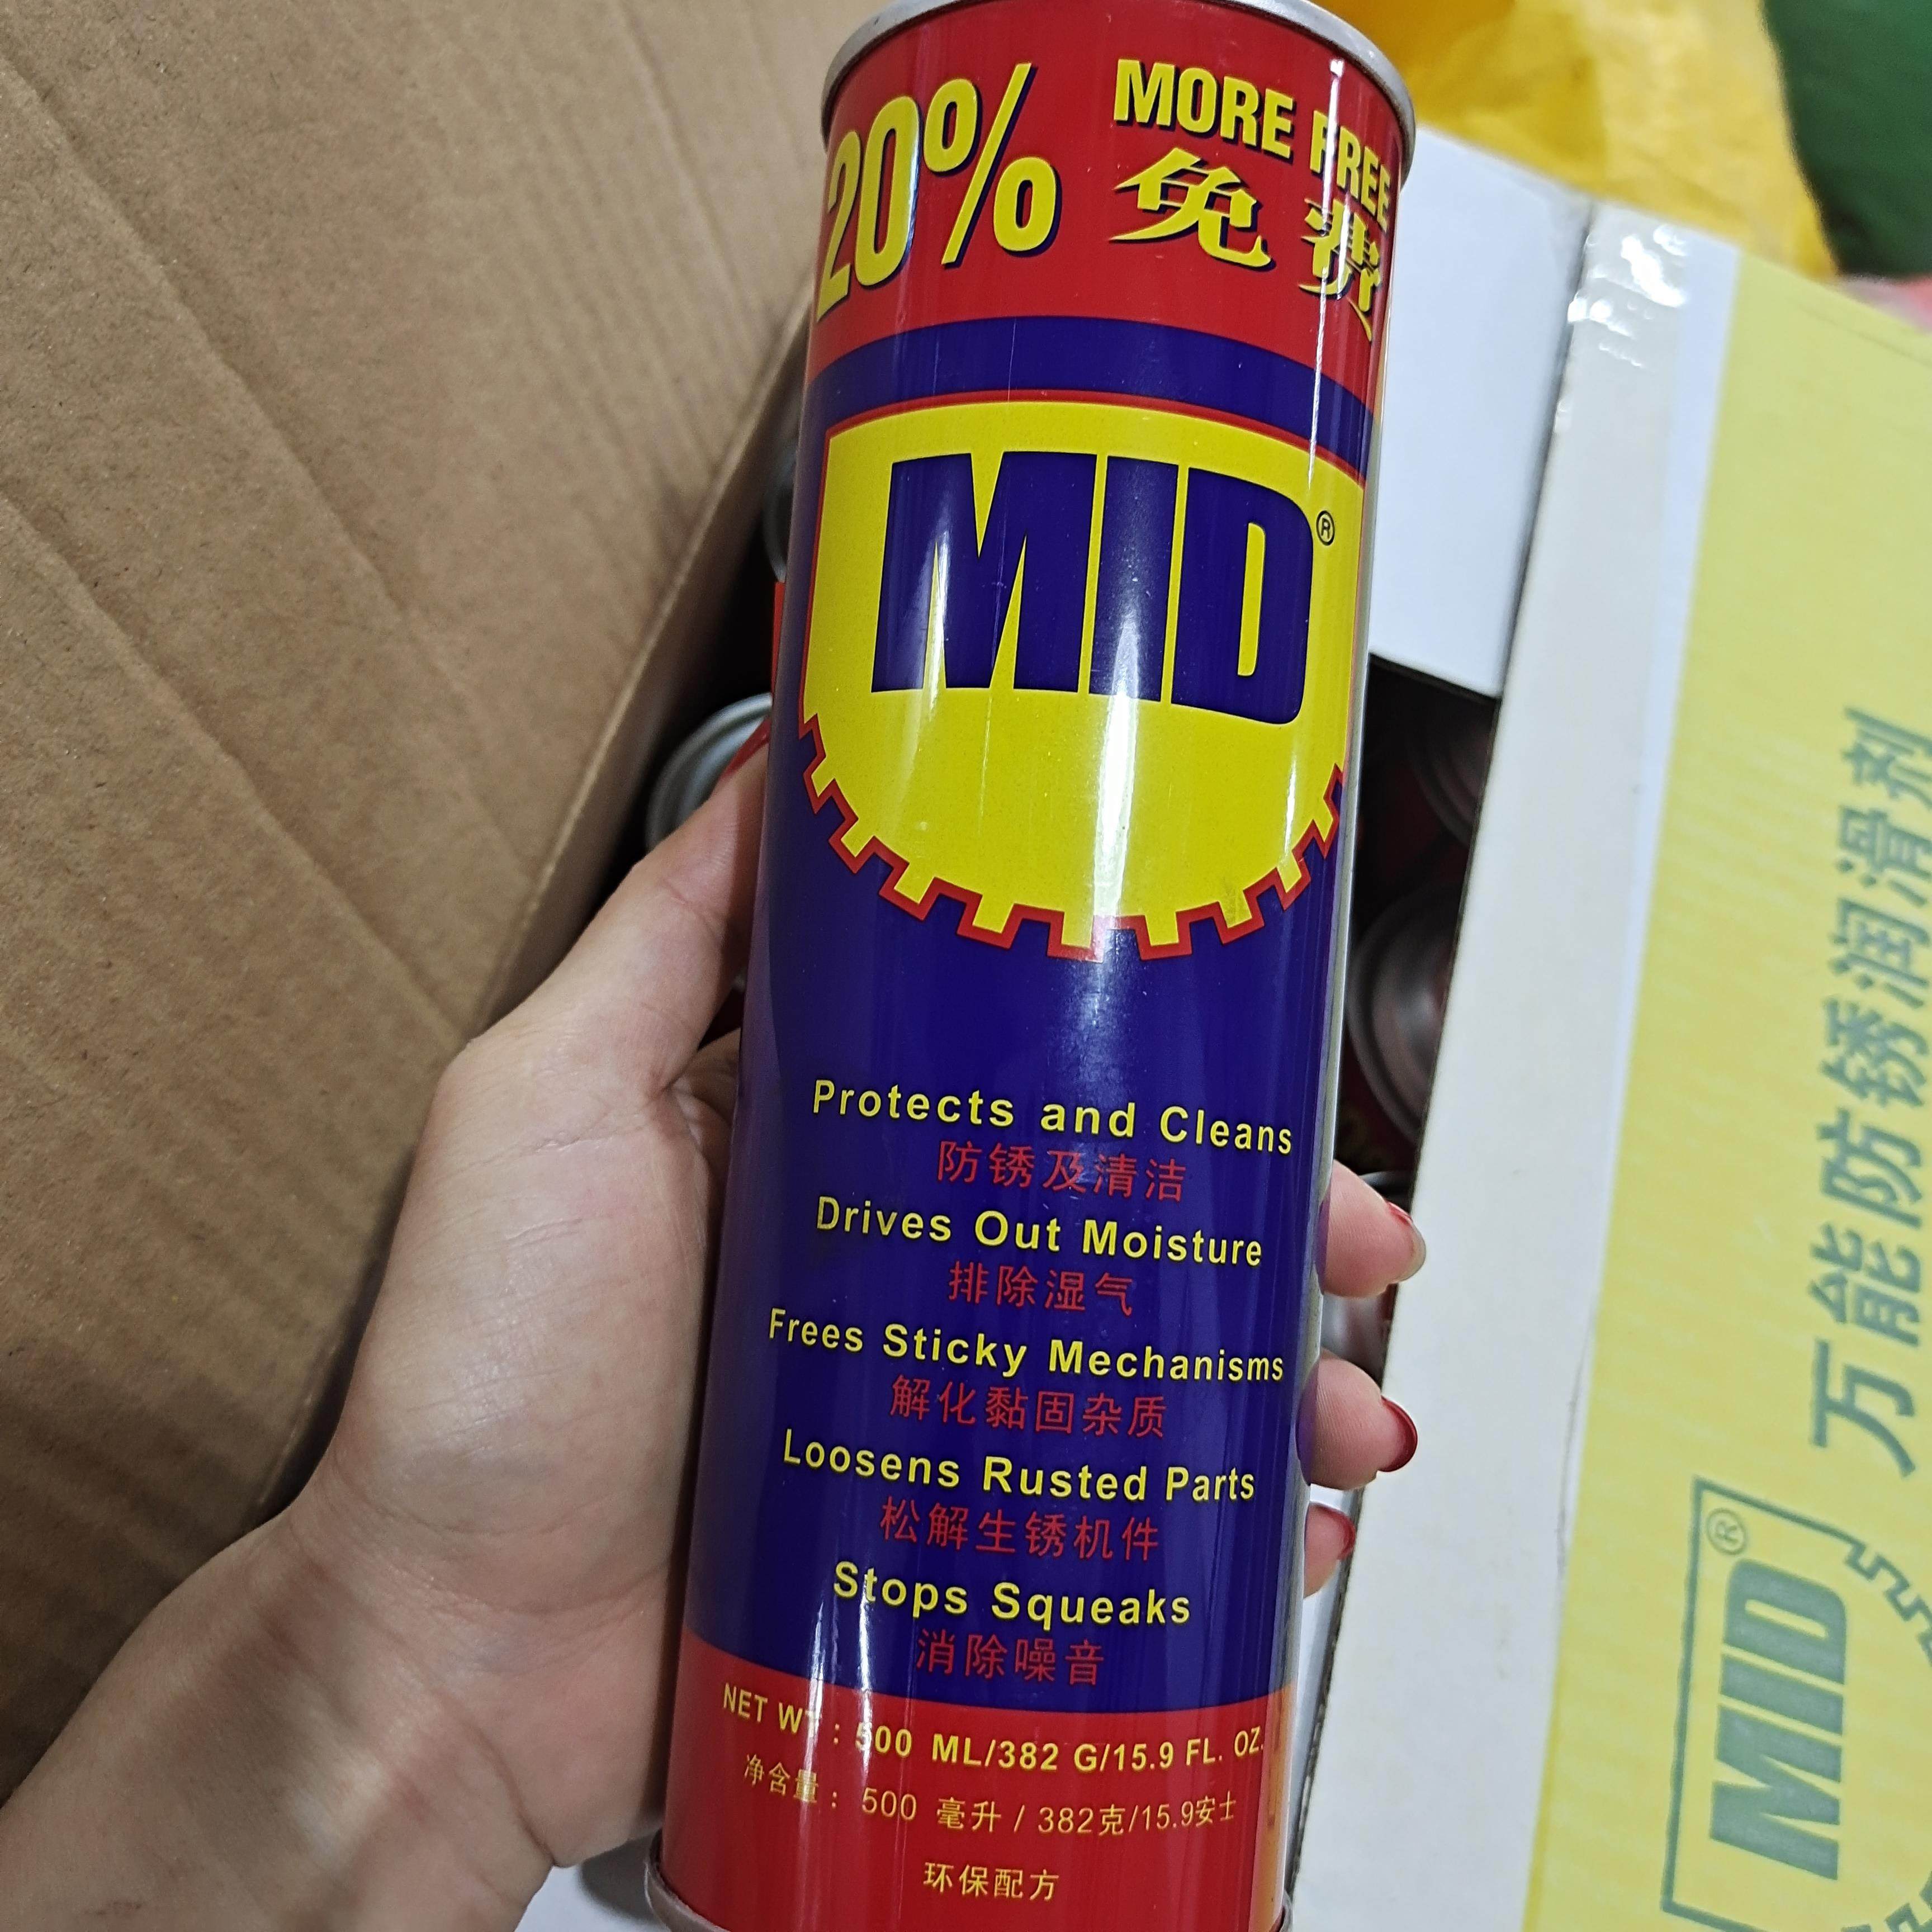 20% MORE FREE
免费
MID®
Protects and Cleans
防锈及清洁
Drives Out Moisture
排除湿气
Frees Sticky Mechanisms
解化黏固杂质
Loosens Rusted Parts
松解生锈机件
Stops Squeaks
消除噪音
NET WT : 500 ML/382 G/15.9 FL. OZ.
净含量 : 500 毫升 / 382克/15.9安士
环保配方
MID®
万能防锈润滑剂